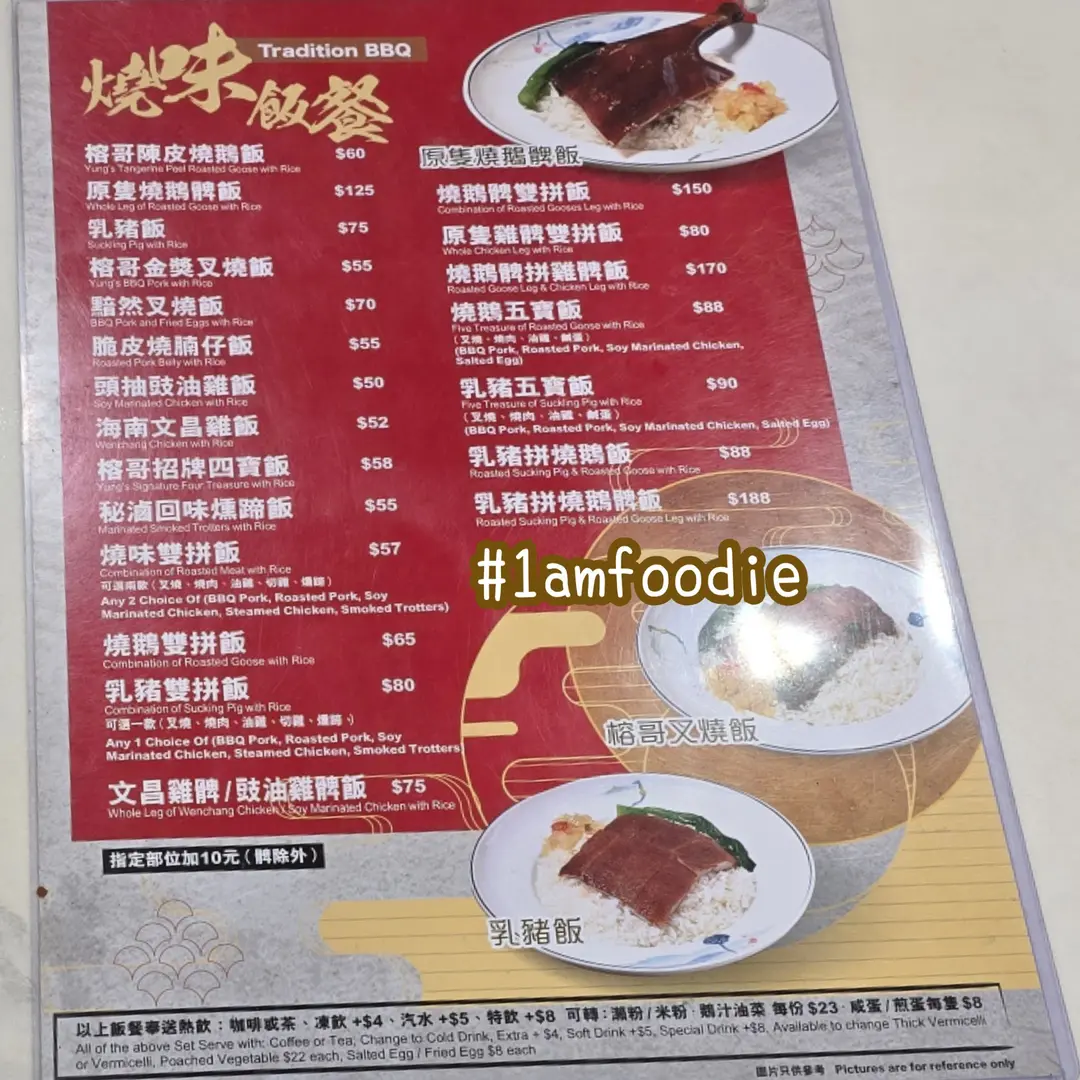 燒味飯餐
Tradition BBQ
榕哥陳皮燒鵝飯 $60
Yung's Tangerine Peel Roasted Goose with Rice
原隻燒鵝髀飯 $125
Whole Leg of Roasted Goose with Rice
乳豬飯 $75
Suckling Pig with Rice
榕哥金獎叉燒飯 $55
Yung's BBQ Pork with Rice
黯然叉燒飯 $70
BBQ Pork and Fried Eggs with Rice
脆皮燒腩仔飯 $55
Roasted Pork Belly with Rice
頭抽豉油雞飯 $50
Soy Marinated Chicken with Rice
海南文昌雞飯 $52
Wenchang Chicken with Rice
榕哥招牌四寶飯 $58
Yung's Signature Four Treasure with Rice
秘滷回味燻蹄飯 $55
Marinated Smoked Trotters with Rice
燒味雙拼飯 $57
Combination of Roasted Meat with Rice
可選兩款(叉燒、燒肉、油雞、切雞、燻蹄)
Any 2 Choice Of (BBQ Pork, Roasted Pork, Soy
Marinated Chicken, Steamed Chicken, Smoked Trotters)
燒鵝雙拼飯 $65
Combination of Roasted Goose with Rice
乳豬雙拼飯 $80
Combination of Sucking Pig with Rice
可選一款(叉燒、燒肉、油雞、切雞、燻蹄、)
Any 1 Choice Of (BBQ Pork, Roasted Pork, Soy
Marinated Chicken, Steamed Chicken, Smoked Trotters
文昌雞髀/豉油雞髀飯 $75
Whole Leg of Wenchang Chicken / Soy Marinated Chicken with Rice
指定部位加10元(髀除外)
原隻燒鵝髀飯
燒鵝髀雙拼飯 $150
Combination of Roasted Gooses Leg with Rice
原隻雞髀雙拼飯 $80
Whole Chicken Leg with Rice
燒鵝髀拼雞髀飯 $170
Roasted Goose Leg & Chicken Leg with Rice
燒鵝五寶飯 $88
Five Treasure of Roasted Goose with Rice
(叉燒、燒肉、油雞、鹹蛋)
(BBQ Pork, Roasted Pork, Soy Marinated Chicken,
Salted Egg)
乳豬五寶飯 $90
Five Treasure of Suckling Pig with Rice
(叉燒、燒肉、油雞、鹹蛋)
(BBQ Pork, Roasted Pork, Soy Marinated Chicken, Salted Egg)
乳豬拼燒鵝飯 $88
Roasted Sucking Pig & Roasted Goose with Rice
乳豬拼燒鵝髀飯 $188
Roasted Sucking Pig & Roasted Goose Leg with Rice
#1amfoodie
榕哥叉燒飯
乳豬飯
以上飯餐奉送熱飲：咖啡或茶、凍飲 +$4、汽水 +$5、特飲 +$8 可轉：瀨粉/米粉·鵝汁油菜 每份 $23·咸蛋/煎蛋每隻 $8
All of the above Set Serve with: Coffee or Tea, Change to Cold Drink, Extra + $4, Soft Drink +$5, Special Drink +$8, Available to change Thick Vermicelli
or Vermicelli, Poached Vegetable $22 each, Salted Egg / Fried Egg $8 each
圖片只供參考 Pictures are for reference only